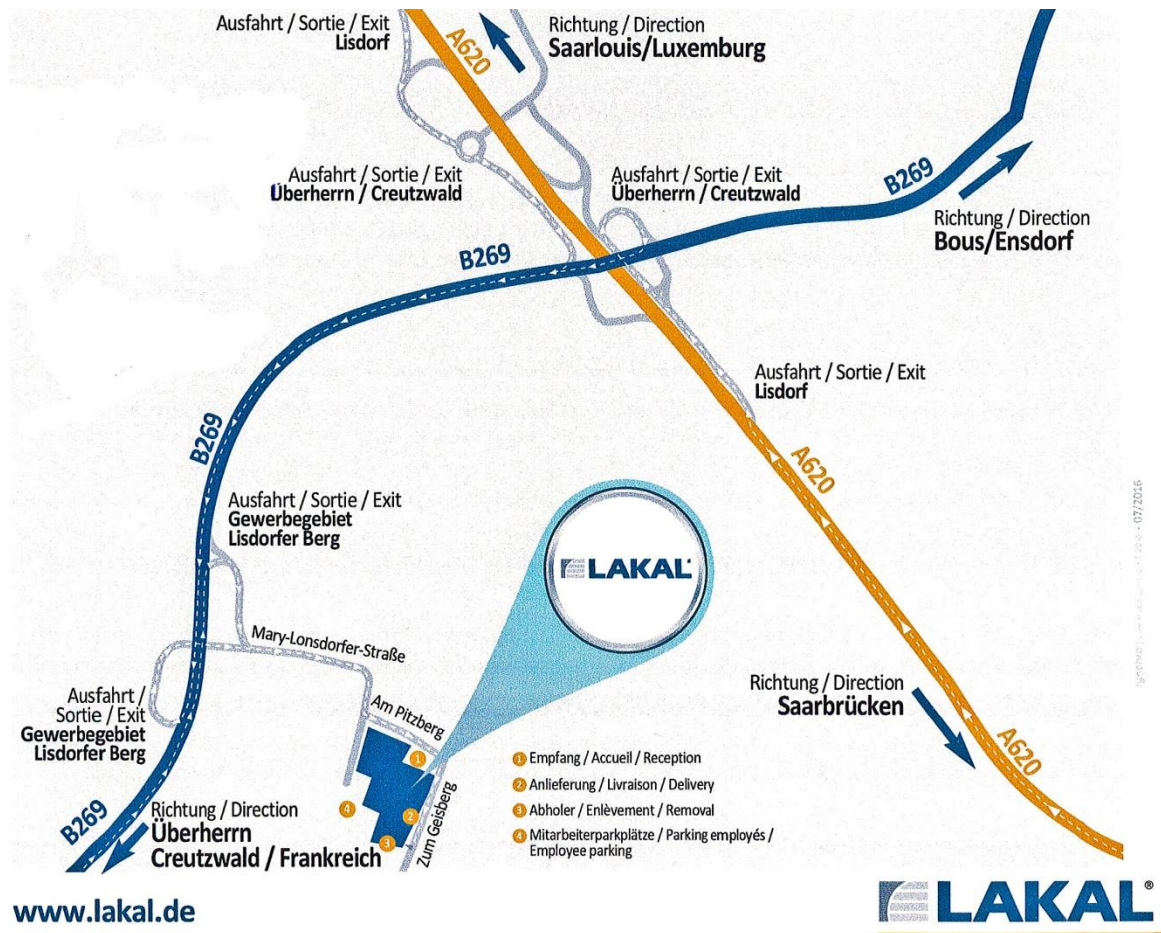 Ausfahrt / Sortie / Exit
Lisdorf
A620
Richtung / Direction
Saarlouis/Luxemburg
Ausfahrt / Sortie / Exit
Überherrn / Creutzwald
Ausfahrt / Sortie / Exit
Überherrn / Creutzwald
B269
Richtung / Direction
Bous/Ensdorf
B269
Ausfahrt / Sortie / Exit
Lisdorf
B269
A620
Ausfahrt / Sortie / Exit
Gewerbegebiet
Lisdorfer Berg
LAKAL
07/2016
Mary-Lonsdorfer-Straße
Ausfahrt /
Sortie / Exit
Gewerbegebiet
Lisdorfer Berg
Am Pitzberg
Richtung / Direction
Saarbrücken
A620
1
2
3
4
Zum Geisberg
1 Empfang / Accueil / Reception
2 Anlieferung / Livraison / Delivery
3 Abholer / Enlèvement / Removal
4 Mitarbeiterparkplätze / Parking employés /
Employee parking
B269
Richtung / Direction
Überherrn
Creutzwald / Frankreich
www.lakal.de
LAKAL®